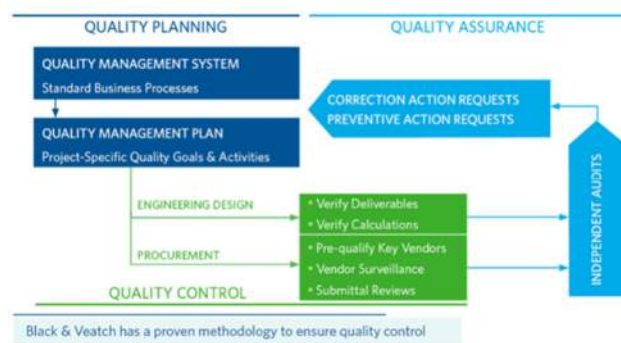 QUALITY PLANNING
QUALITY ASSURANCE
QUALITY MANAGEMENT SYSTEM
Standard Business Processes
QUALITY MANAGEMENT PLAN
Project-Specific Quality Goals & Activities
CORRECTION ACTION REQUESTS
PREVENTIVE ACTION REQUESTS
INDEPENDENT AUDITS
ENGINEERING DESIGN
• Verify Deliverables
• Verify Calculations
PROCUREMENT
• Pre-qualify Key Vendors
• Vendor Surveillance
• Submittal Reviews
QUALITY CONTROL
Black & Veatch has a proven methodology to ensure quality control